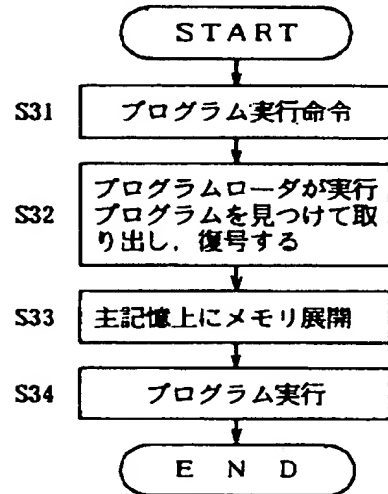 START
S31 プログラム実行命令
プログラムローダが実行
S32 プログラムを見つけて取
り出し，復号する
S33 主記憶上にメモリ展開
S34 プログラム実行
END